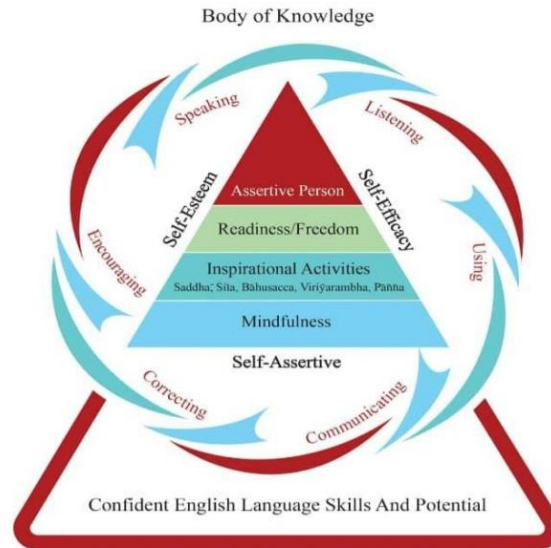 Body of Knowledge
Speaking
Listening
Self-Esteem
Self-Efficacy
Assertive Person
Encouraging
Readiness/Freedom
Using
Inspirational Activities
Saddha, Sīla, Bāhusacca, Viriyārambha, Pāññā
Mindfulness
Self-Assertive
Correcting
Communicating
Confident English Language Skills And Potential